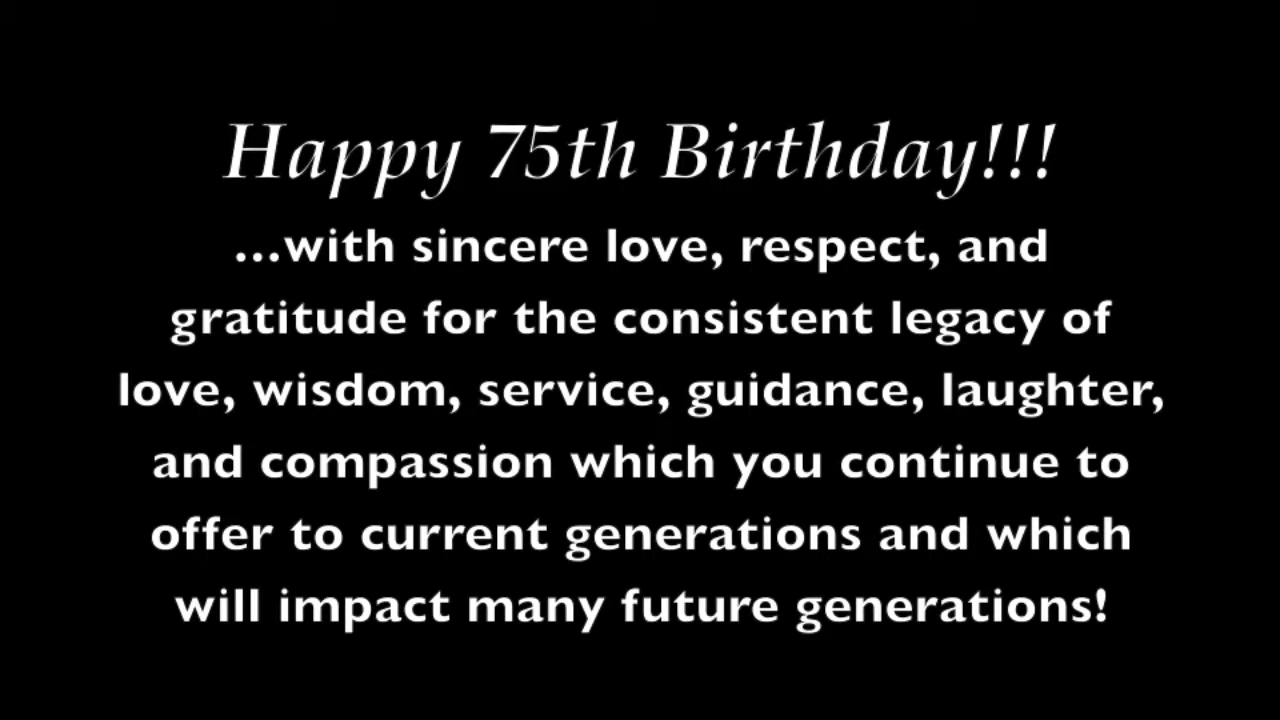 Happy 75th Birthday!!!
...with sincere love, respect, and
gratitude for the consistent legacy of
love, wisdom, service, guidance, laughter,
and compassion which you continue to
offer to current generations and which
will impact many future generations!